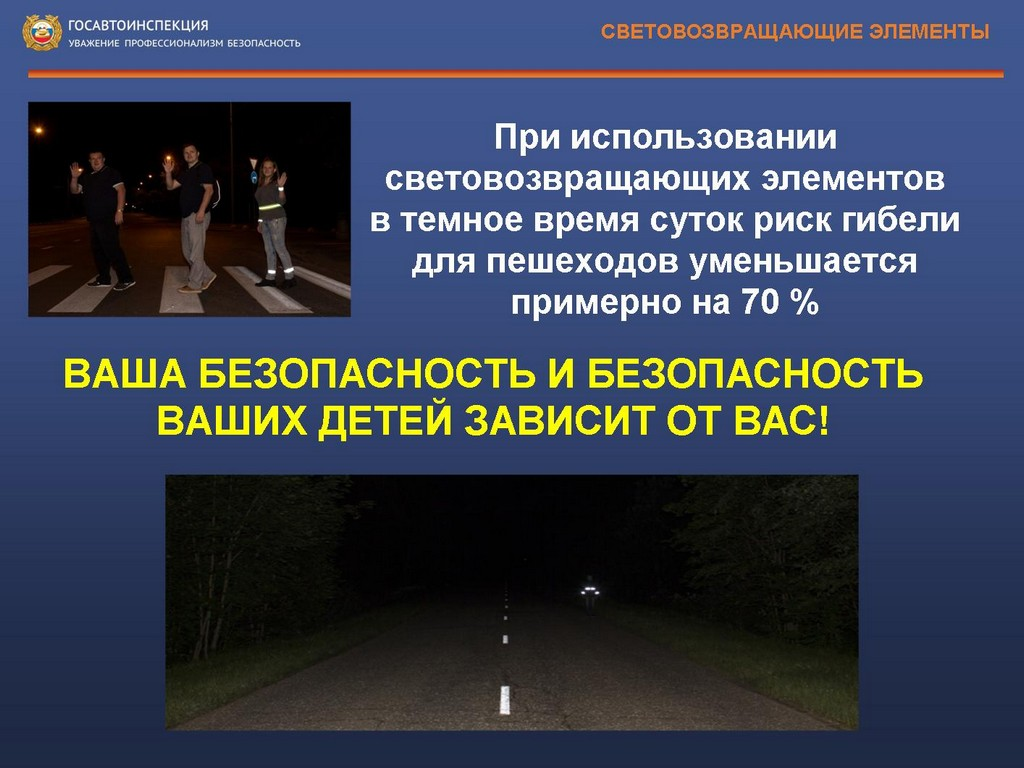 ГОСАВТОИНСПЕКЦИЯ
УВАЖЕНИЕ ПРОФЕССИОНАЛИЗМ БЕЗОПАСНОСТЬ
СВЕТОВОЗВРАЩАЮЩИЕ ЭЛЕМЕНТЫ
При использовании
световозвращающих элементов
в темное время суток риск гибели
для пешеходов уменьшается
примерно на 70 %
ВАША БЕЗОПАСНОСТЬ И БЕЗОПАСНОСТЬ
ВАШИХ ДЕТЕЙ ЗАВИСИТ ОТ ВАС!